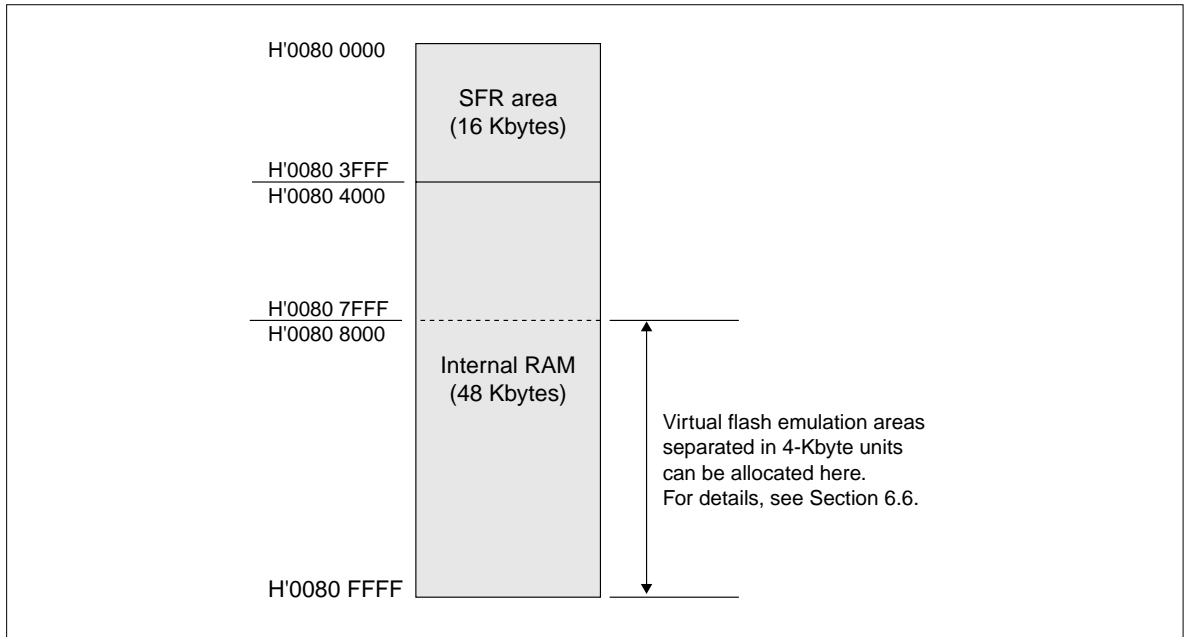 H'0080 0000
SFR area
(16 Kbytes)
H'0080 3FFF
H'0080 4000
H'0080 7FFF
H'0080 8000
Internal RAM
(48 Kbytes)
Virtual flash emulation areas
separated in 4-Kbyte units
can be allocated here.
For details, see Section 6.6.
H'0080 FFFF